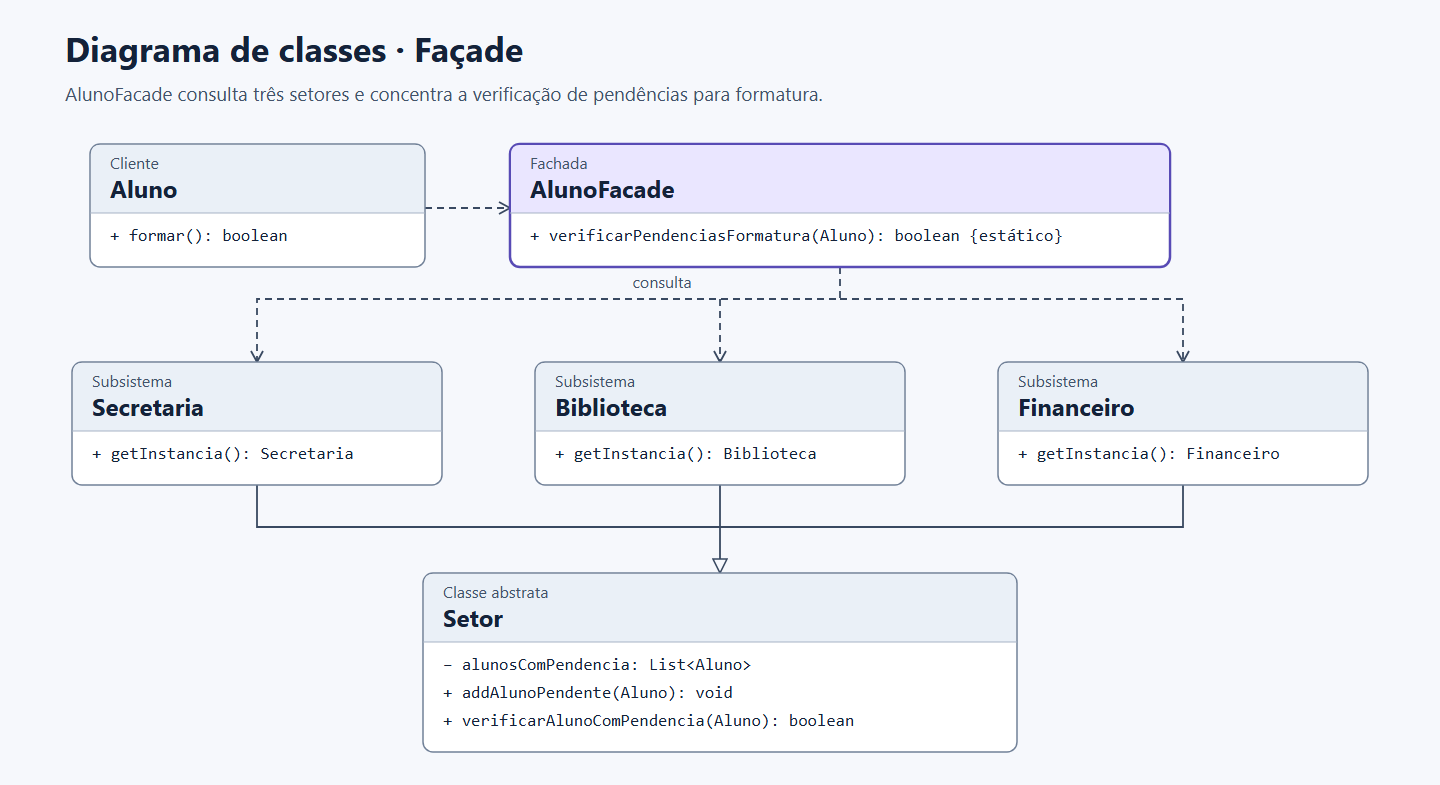 Diagrama de classes · Façade
AlunoFacade consulta três setores e concentra a verificação de pendências para formatura.
Cliente
Aluno
+ formar(): boolean
Fachada
AlunoFacade
+ verificarPendenciasFormatura(Aluno): boolean {estático}
consulta
Subsistema
Secretaria
+ getInstancia(): Secretaria
Subsistema
Biblioteca
+ getInstancia(): Biblioteca
Subsistema
Financeiro
+ getInstancia(): Financeiro
Classe abstrata
Setor
– alunosComPendencia: List<Aluno>
+ addAlunoPendente(Aluno): void
+ verificarAlunoComPendencia(Aluno): boolean